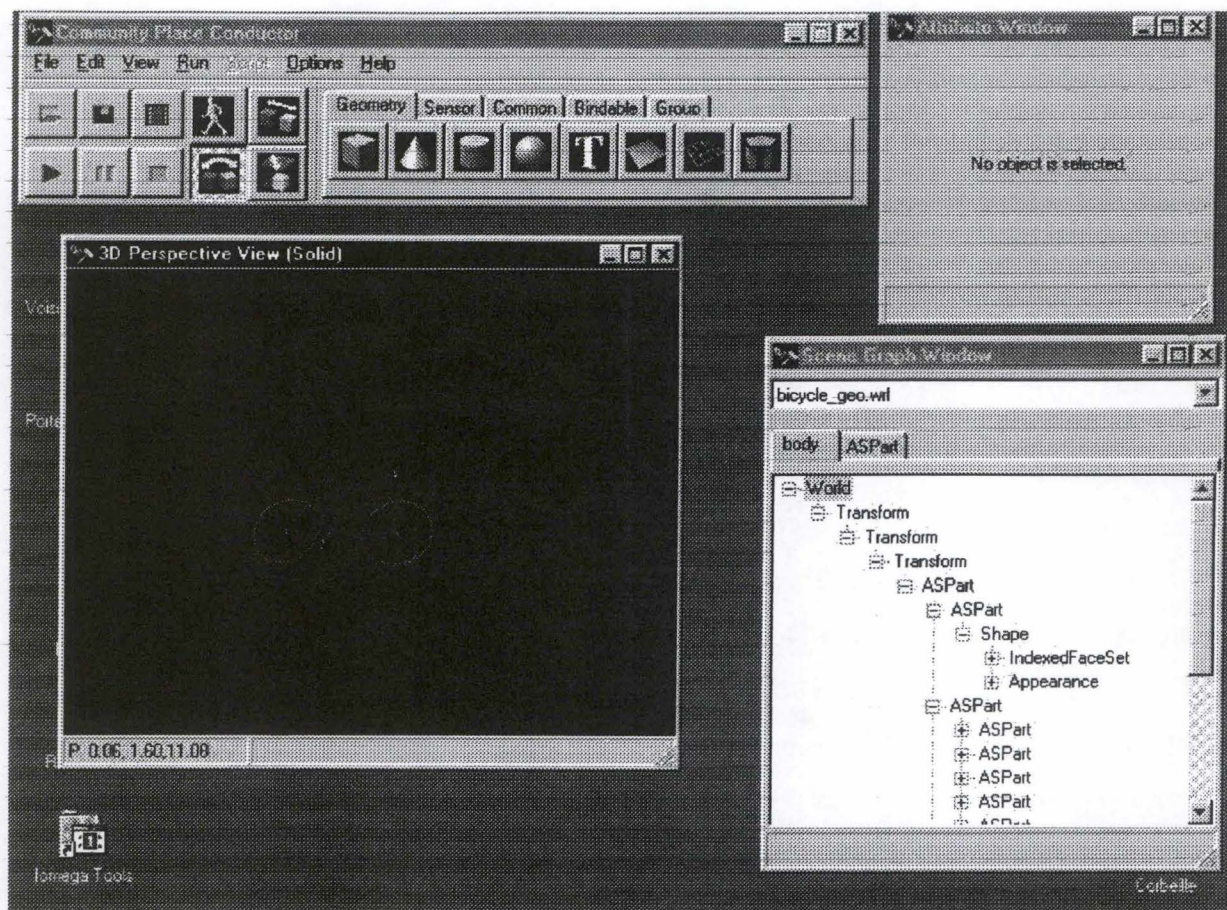 Community Place Conductor
File Edit View Run Script Options Help
Geometry Sensor Common Bindable Group
T
Attribute Window
No object is selected.
3D Perspective View (Solid)
P 0.06, 1.60,11.08
Scene Graph Window
bicycle_geo.wrl
body ASPart
World
Transform
Transform
Transform
ASPart
ASPart
Shape
IndexedFaceSet
Appearance
ASPart
ASPart
ASPart
ASPart
ASPart
ASPart
Iomega Tools
Corbeille